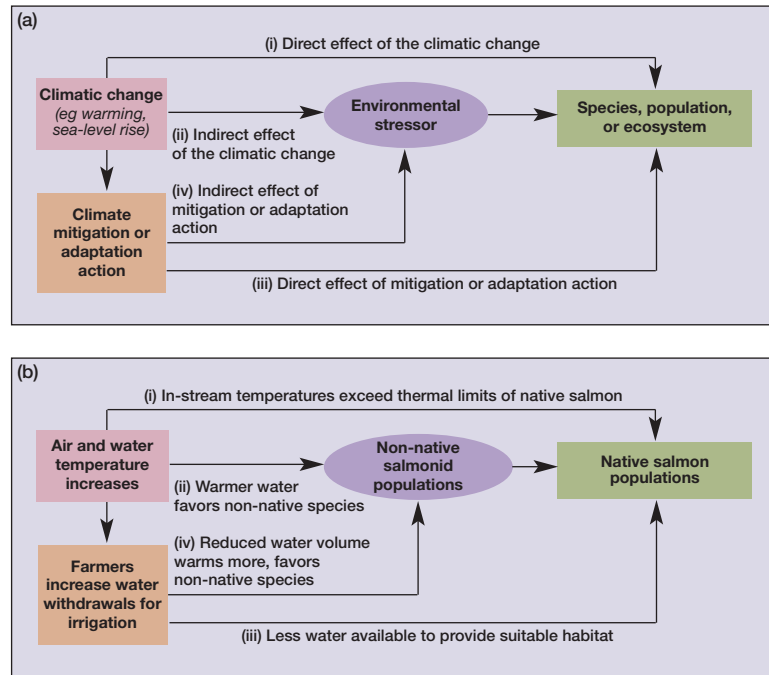 (a)
(i) Direct effect of the climatic change
Climatic change
(eg warming,
sea-level rise)
Environmental
stressor
Species, population,
or ecosystem
(ii) Indirect effect
of the climatic change
(iv) Indirect effect of
mitigation or adaptation
action
Climate
mitigation or
adaptation
action
(iii) Direct effect of mitigation or adaptation action
(b)
(i) In-stream temperatures exceed thermal limits of native salmon
Air and water
temperature
increases
Non-native
salmonid
populations
Native salmon
populations
(ii) Warmer water
favors non-native species
(iv) Reduced water volume
warms more, favors
non-native species
Farmers
increase water
withdrawals for
irrigation
(iii) Less water available to provide suitable habitat